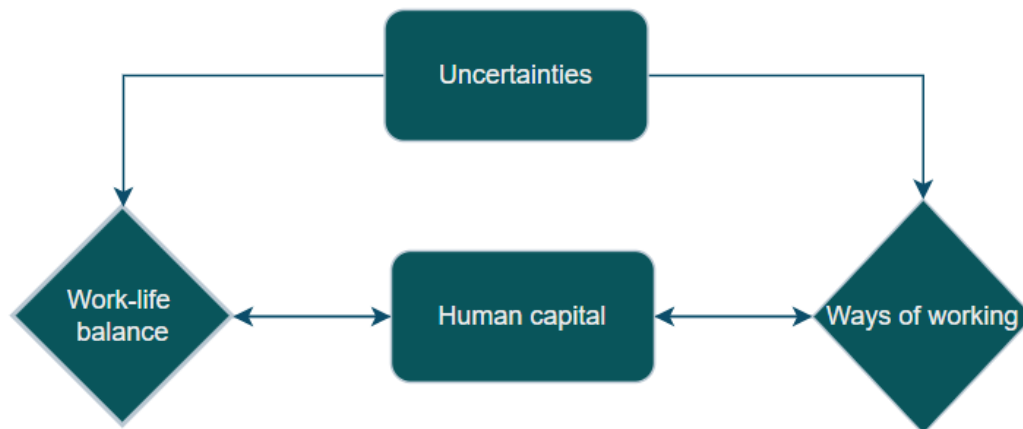 Uncertainties
Work-life
balance
Human capital
Ways of working